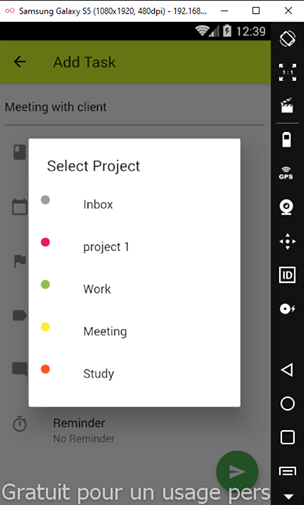 Samsung Galaxy S5 (1080x1920, 480dpi) - 192.168...
12:39
Add Task
Meeting with client
Select Project
Inbox
project 1
Work
Meeting
Study
Reminder
No Reminder
Gratuit pour un usage pers
1:1
GPS
ID